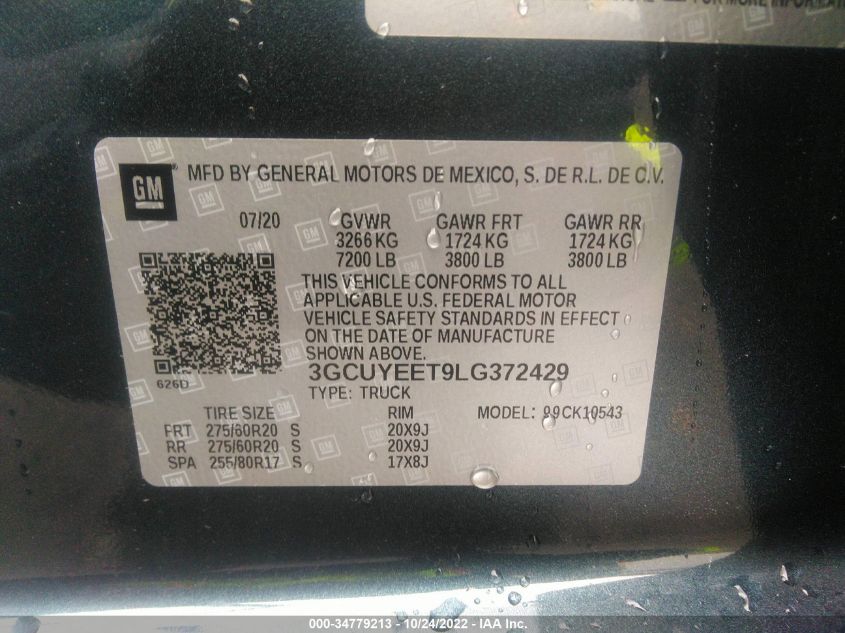 FOR MORE INFORMATION
GM
MFD BY GENERAL MOTORS DE MEXICO, S. DE R.L. DE C.V.
07/20 GVWR GAWR FRT GAWR RR
3266 KG 1724 KG 1724 KG
7200 LB 3800 LB 3800 LB
THIS VEHICLE CONFORMS TO ALL
APPLICABLE U.S. FEDERAL MOTOR
VEHICLE SAFETY STANDARDS IN EFFECT
ON THE DATE OF MANUFACTURE
SHOWN ABOVE.
626D
3GCUYEET9LG372429
TYPE: TRUCK
TIRE SIZE RIM MODEL: 99CK10543
FRT 275/60R20 S 20X9J
RR 275/60R20 S 20X9J
SPA 255/80R17 S 17X8J
000-34779213 - 10/24/2022 - IAA Inc.